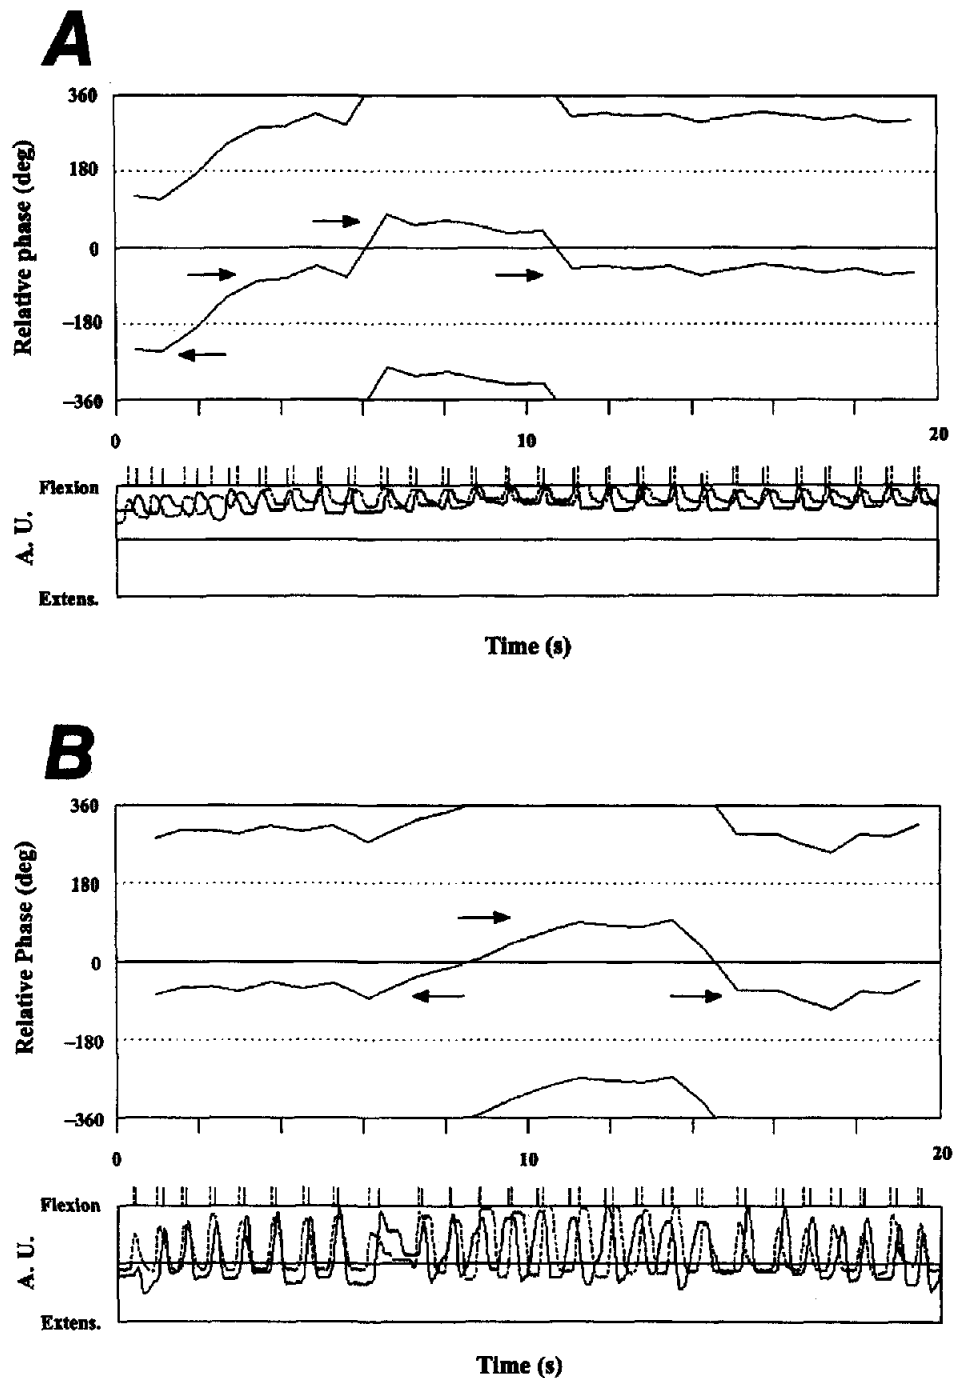 A
360
180
0
−180
−360
Relative phase (deg)
0
10
20
Flexion
A. U.
Extens.
Time (s)
B
360
180
0
−180
−360
Relative Phase (deg)
0
10
20
Flexion
A. U.
Extens.
Time (s)